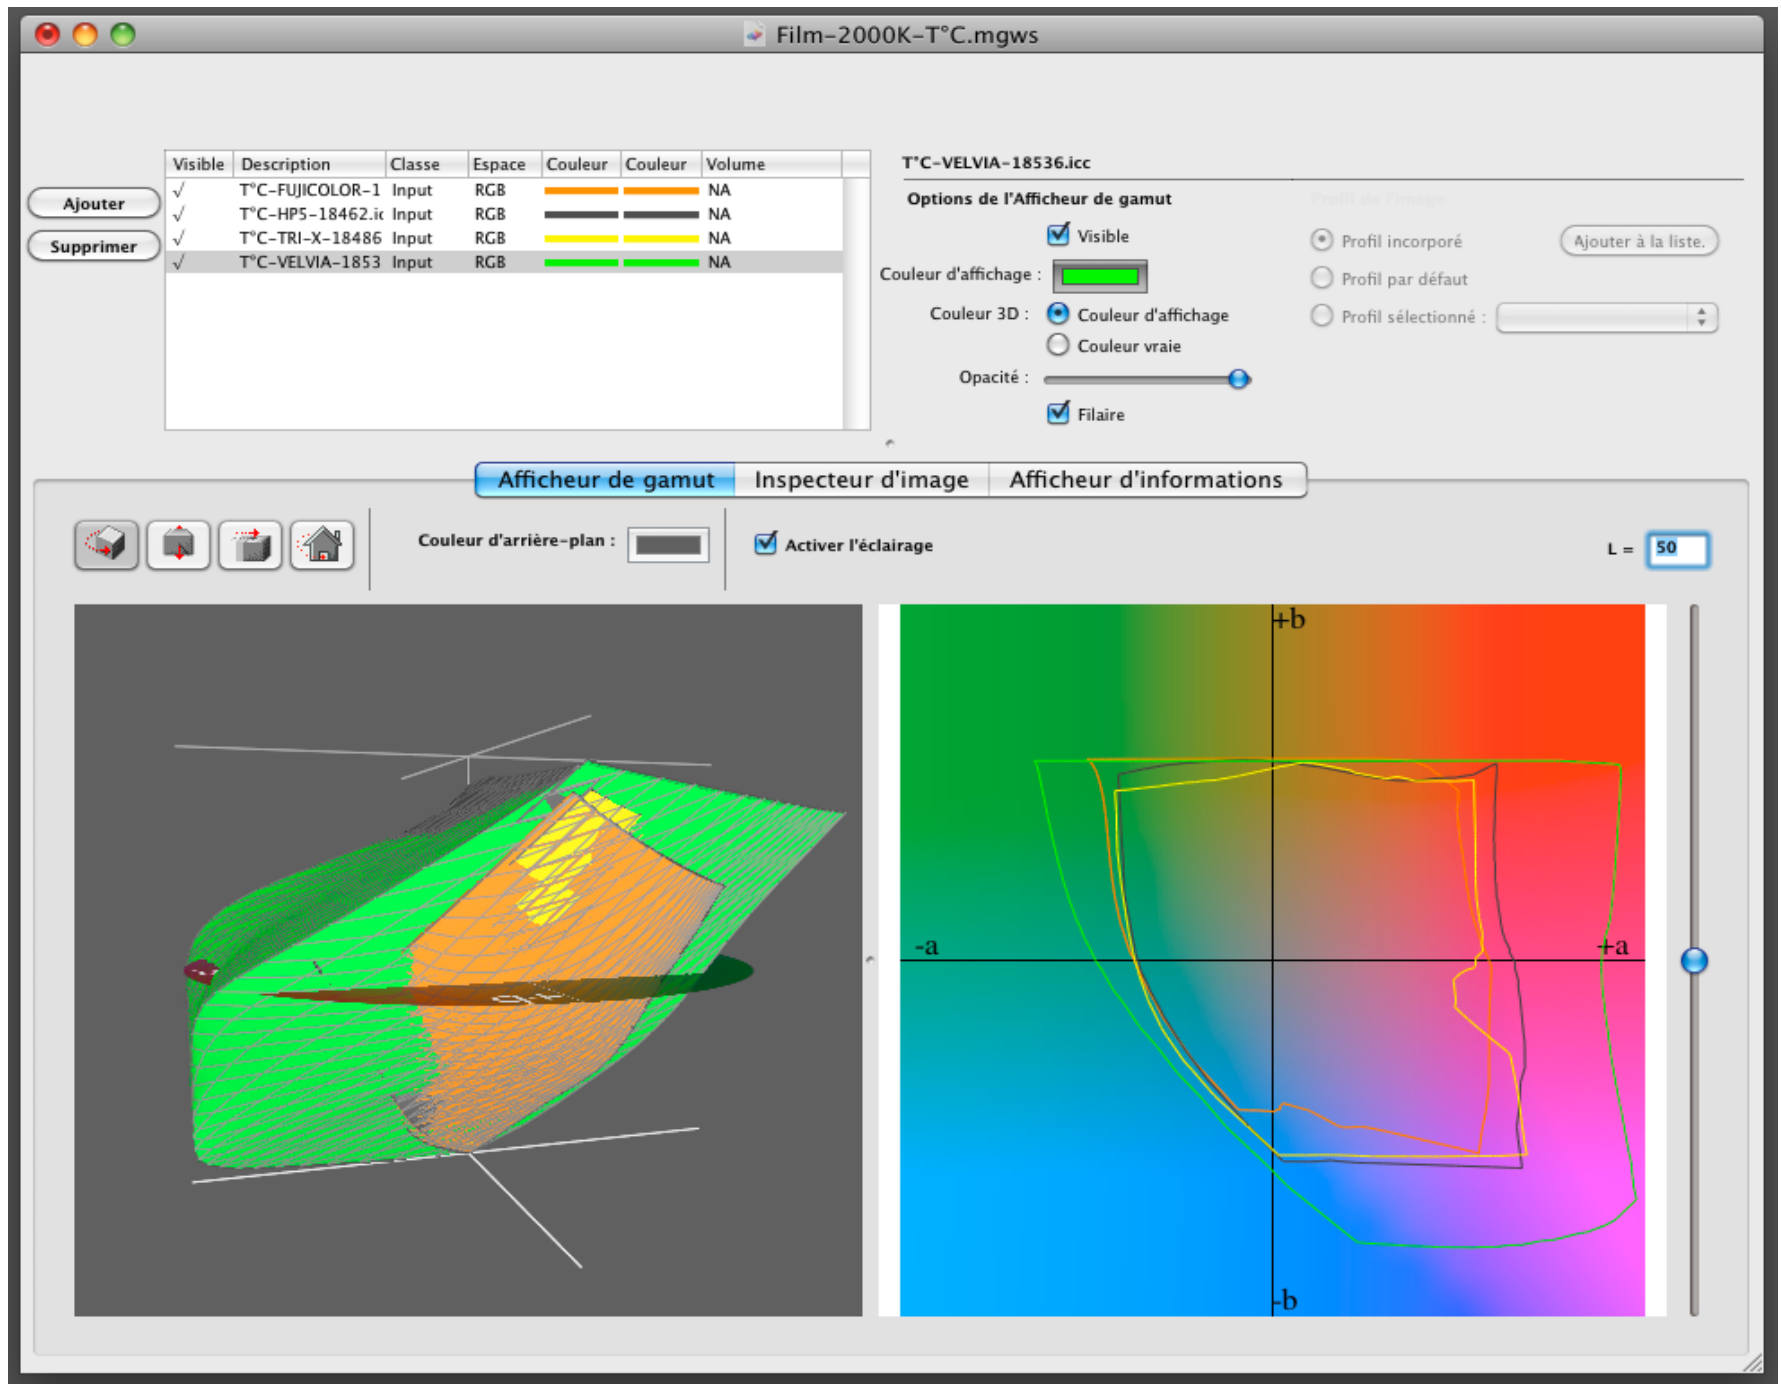 Film-2000K-T°C.mgws
Ajouter
Supprimer
Visible Description Classe Espace Couleur Couleur Volume
√ T°C-FUJICOLOR-1 Input RGB NA
√ T°C-HP5-18462.ic Input RGB NA
√ T°C-TRI-X-18486 Input RGB NA
√ T°C-VELVIA-1853 Input RGB NA
T°C-VELVIA-18536.icc
Options de l'Afficheur de gamut
Visible
Couleur d'affichage :
Couleur 3D : Couleur d'affichage
Couleur vraie
Opacité :
Filaire
Profil de l'image
Profil incorporé
Ajouter à la liste.
Profil par défaut
Profil sélectionné :
Afficheur de gamut Inspecteur d'image Afficheur d'informations
Couleur d'arrière-plan :
Activer l'éclairage
L = 50
+b
-a
+a
-b